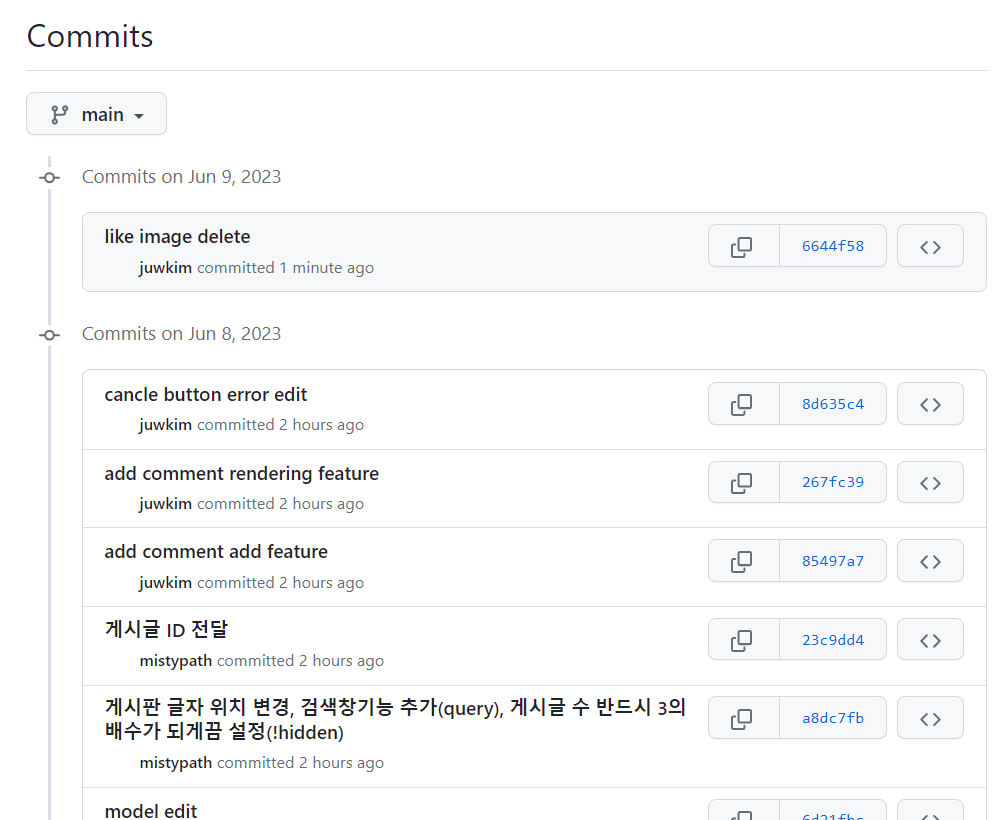 Commits
main
Commits on Jun 9, 2023
like image delete
6644f58
juwkim committed 1 minute ago
Commits on Jun 8, 2023
cancle button error edit
8d635c4
juwkim committed 2 hours ago
add comment rendering feature
267fc39
juwkim committed 2 hours ago
add comment add feature
85497a7
juwkim committed 2 hours ago
게시글 ID 전달
23c9dd4
mistypath committed 2 hours ago
게시판 글자 위치 변경, 검색창기능 추가(query), 게시글 수 반드시 3의
배수가 되게끔 설정(!hidden)
a8dc7fb
mistypath committed 2 hours ago
model edit